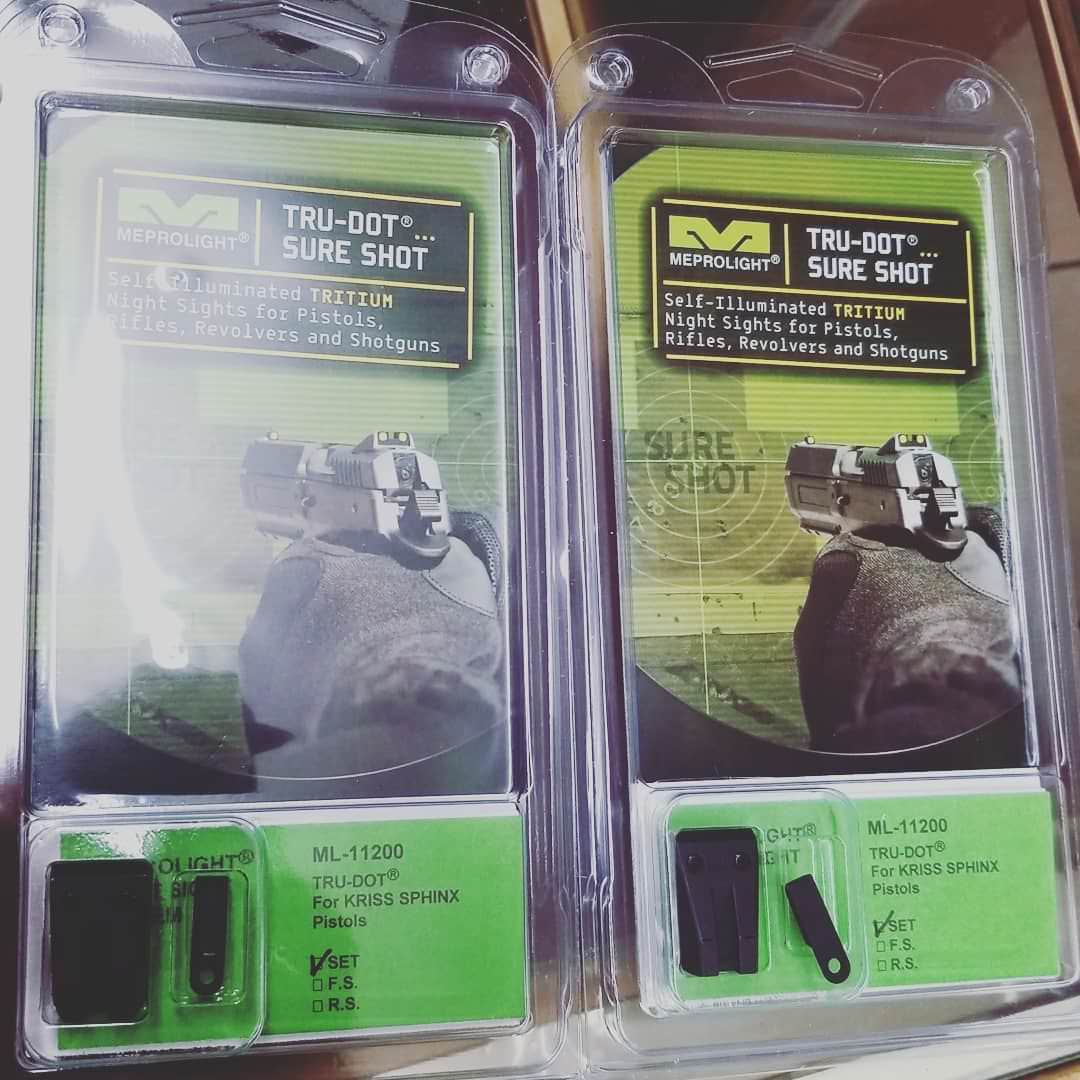 MEPROLIGHT®
TRU-DOT®...
SURE SHOT
Self-Illuminated TRITIUM
Night Sights for Pistols,
Rifles, Revolvers and Shotguns
ML-11200
TRU-DOT®
For KRISS SPHINX
Pistols
SET
F.S.
R.S.
MEPROLIGHT®
TRU-DOT®...
SURE SHOT
Self-Illuminated TRITIUM
Night Sights for Pistols,
Rifles, Revolvers and Shotguns
SURE
SHOT
ML-11200
TRU-DOT®
For KRISS SPHINX
Pistols
SET
F.S.
R.S.